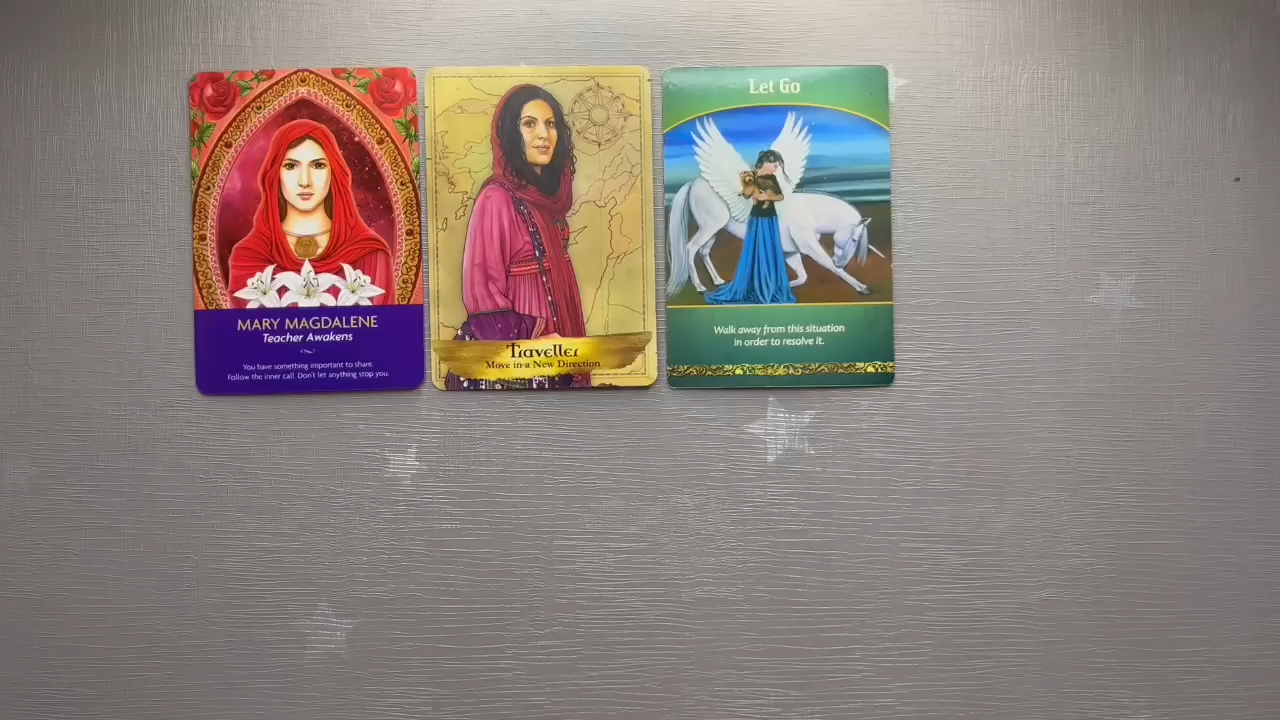 MARY MAGDALENE
Teacher Awakens
You have something important to share.
Follow the inner call. Don't let anything stop you.
Traveller
Move in a New Direction
Let Go
Walk away from this situation
in order to resolve it.